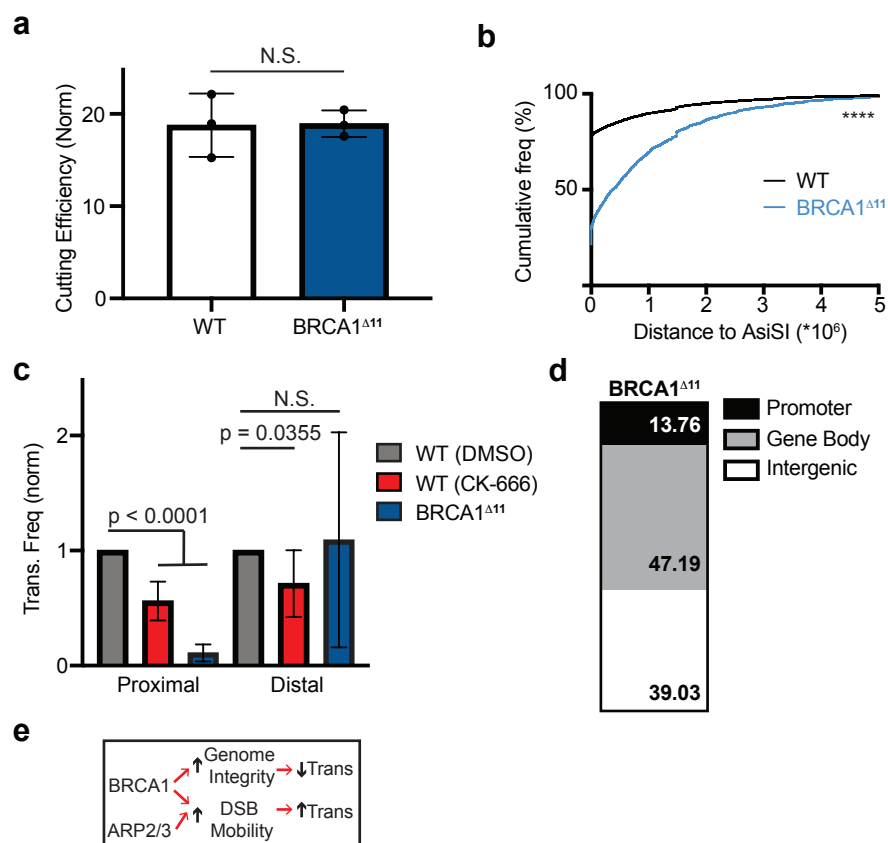 a
N.S.
Cutting Efficiency (Norm)
20
10
0
WT
BRCA1Δ11
b
Cumulative freq (%)
100
50
****
WT
BRCA1Δ11
0
1
2
3
4
5
Distance to AsiSI (*10⁶)
c
N.S.
p = 0.0355
p < 0.0001
Trans. Freq (norm)
2
1
0
Proximal
Distal
WT (DMSO)
WT (CK-666)
BRCA1Δ11
d
BRCA1Δ11
13.76
47.19
39.03
Promoter
Gene Body
Intergenic
e
BRCA1
ARP2/3
↑ Genome
Integrity
→ ↓Trans
↑ DSB
Mobility
→ ↑Trans